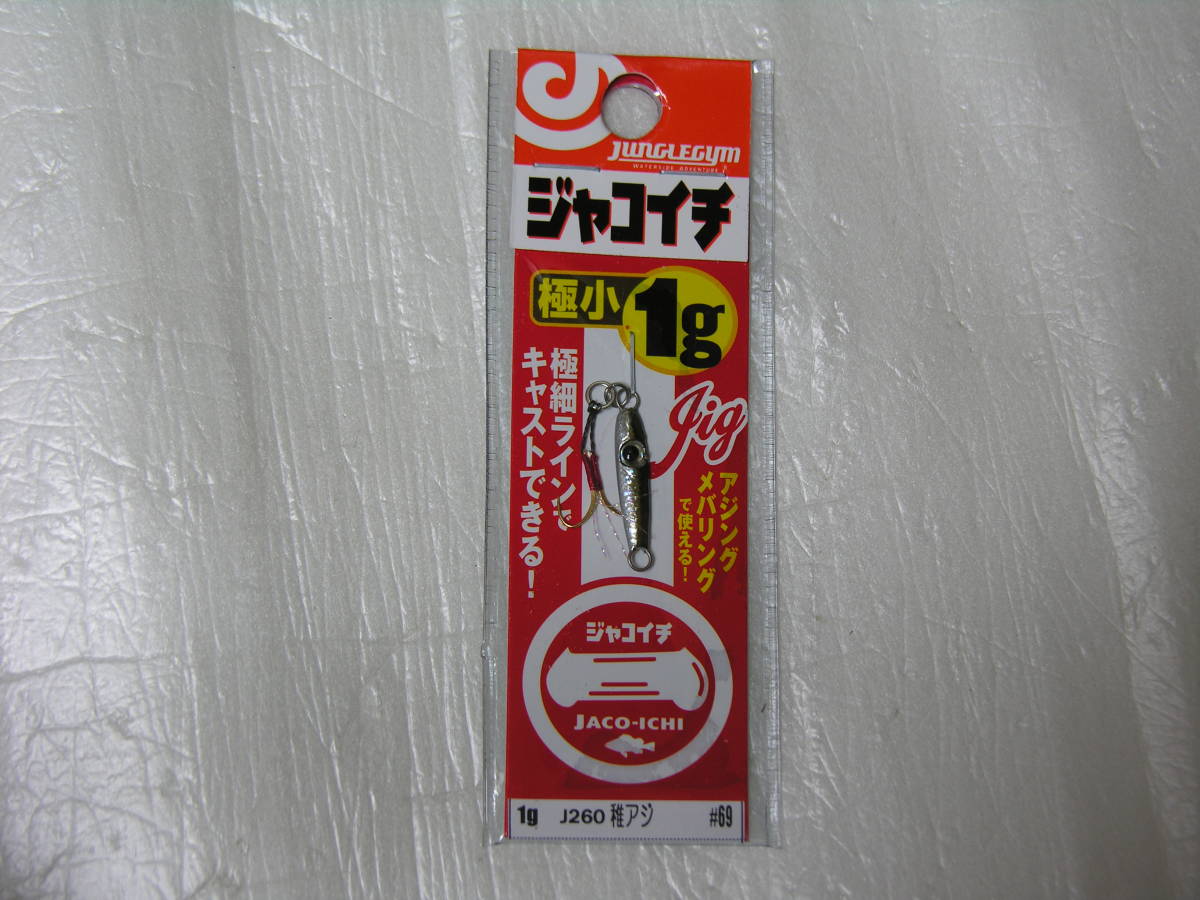 JUNGLEGYM
WATERSIDE ADVENTURE
ジャコイチ
極小
1g
Jig
極細ラインで
キャストできる!
アジング
メバリング
で使える!
ジャコイチ
JACO-ICHI
1g J260 稚アジ #69